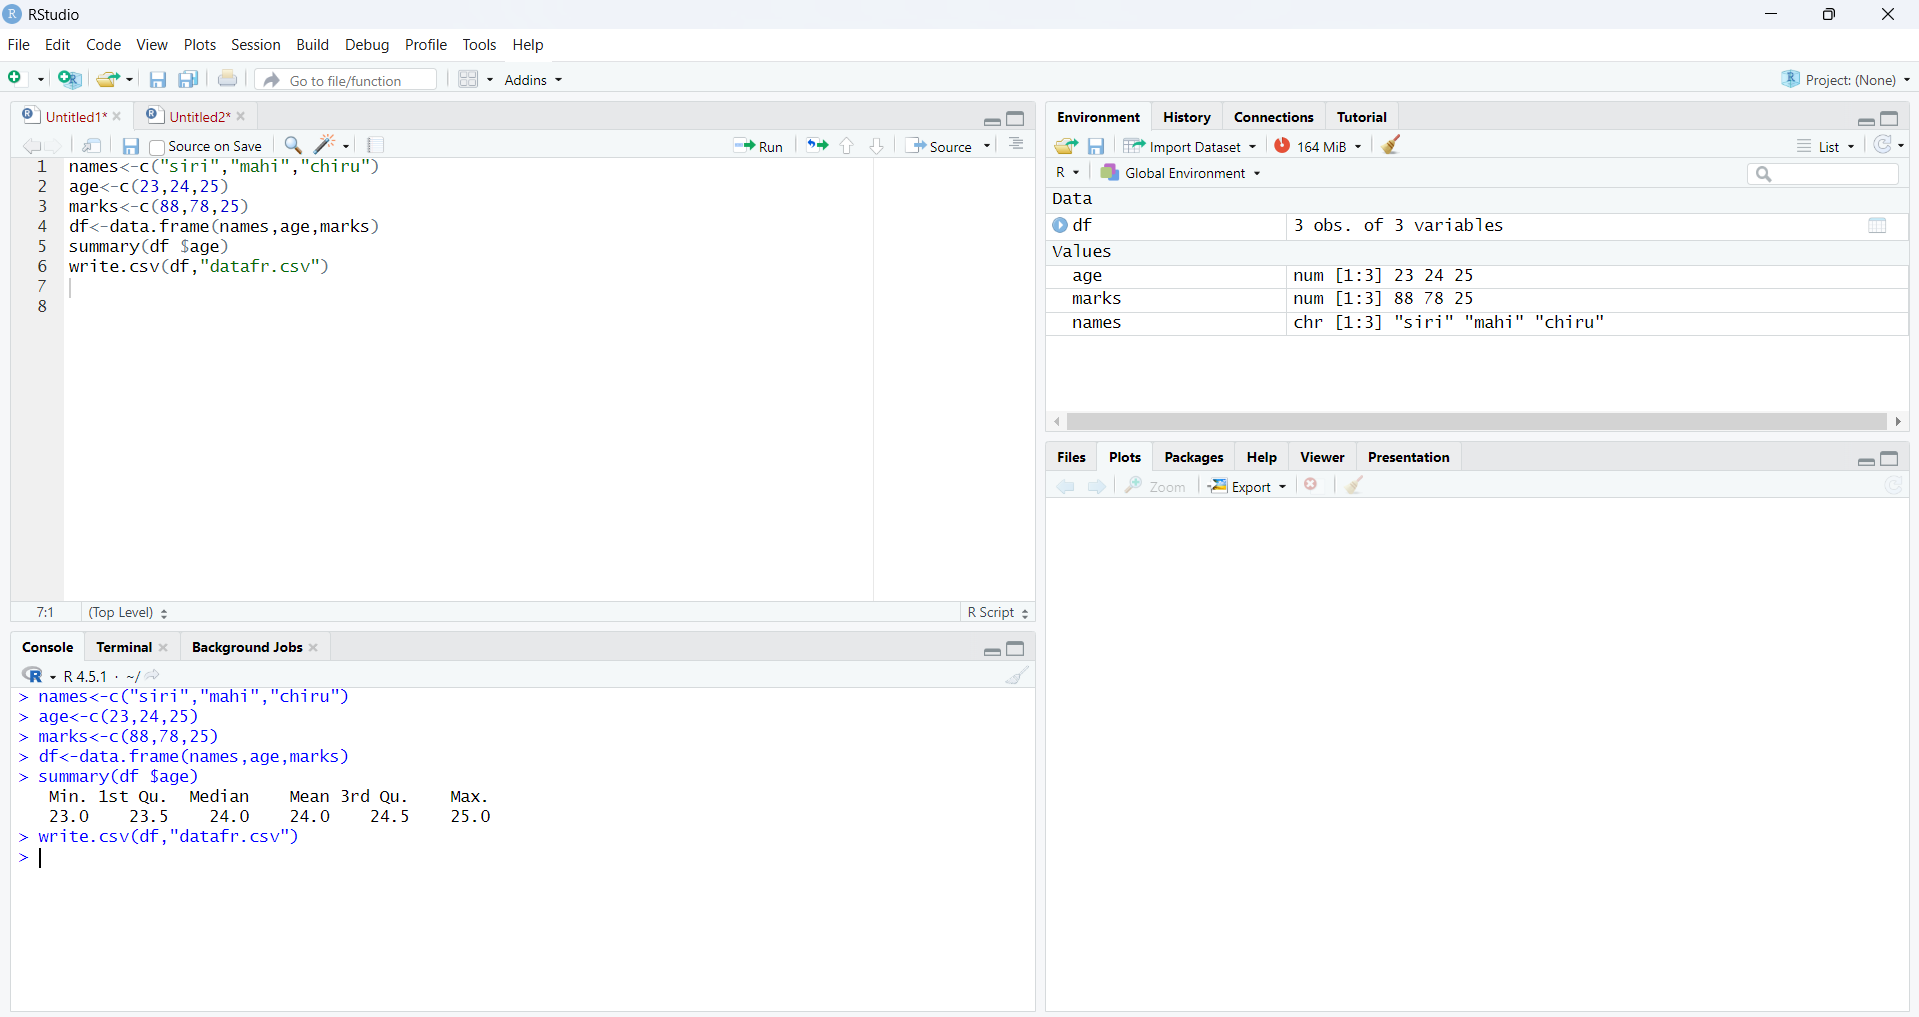 RStudio
File Edit Code View Plots Session Build Debug Profile Tools Help
Go to file/function Addins Project: (None)
Untitled1* Untitled2*
Source on Save Run Source
1 names<-c("siri","mahi","chiru")
2 age<-c(23,24,25)
3 marks<-c(88,78,25)
4 df<-data.frame(names,age,marks)
5 summary(df $age)
6 write.csv(df,"datafr.csv")
7
8
7:1 (Top Level) R Script
Console Terminal Background Jobs
R 4.5.1 · ~/
> names<-c("siri","mahi","chiru")
> age<-c(23,24,25)
> marks<-c(88,78,25)
> df<-data.frame(names,age,marks)
> summary(df $age)
Min. 1st Qu. Median Mean 3rd Qu. Max.
23.0 23.5 24.0 24.0 24.5 25.0
> write.csv(df,"datafr.csv")
>
Environment History Connections Tutorial
Import Dataset 164 MiB List
R Global Environment
Data
df 3 obs. of 3 variables
Values
age num [1:3] 23 24 25
marks num [1:3] 88 78 25
names chr [1:3] "siri" "mahi" "chiru"
Files Plots Packages Help Viewer Presentation
Zoom Export